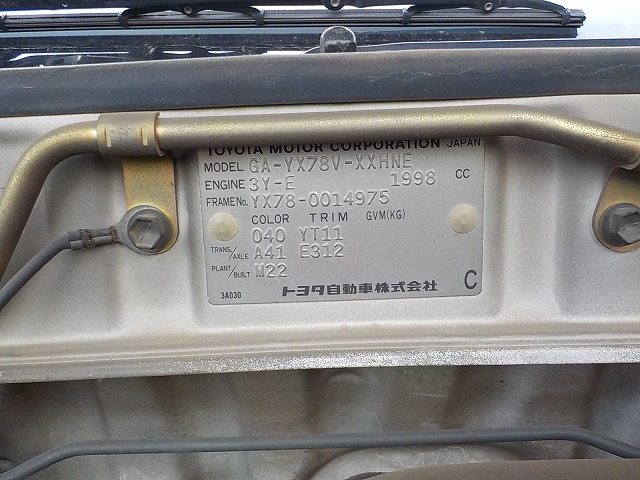 TOYOTA MOTOR CORPORATION JAPAN
MODEL GA-YX78V-XXHNE
ENGINE 3Y-E 1998 CC
FRAME No. YX78-0014975
COLOR TRIM GVM(KG)
040 YT11
TRANS./AXLE A41 E312
PLANT/BUILT M22
3A030 トヨタ自動車株式会社 C